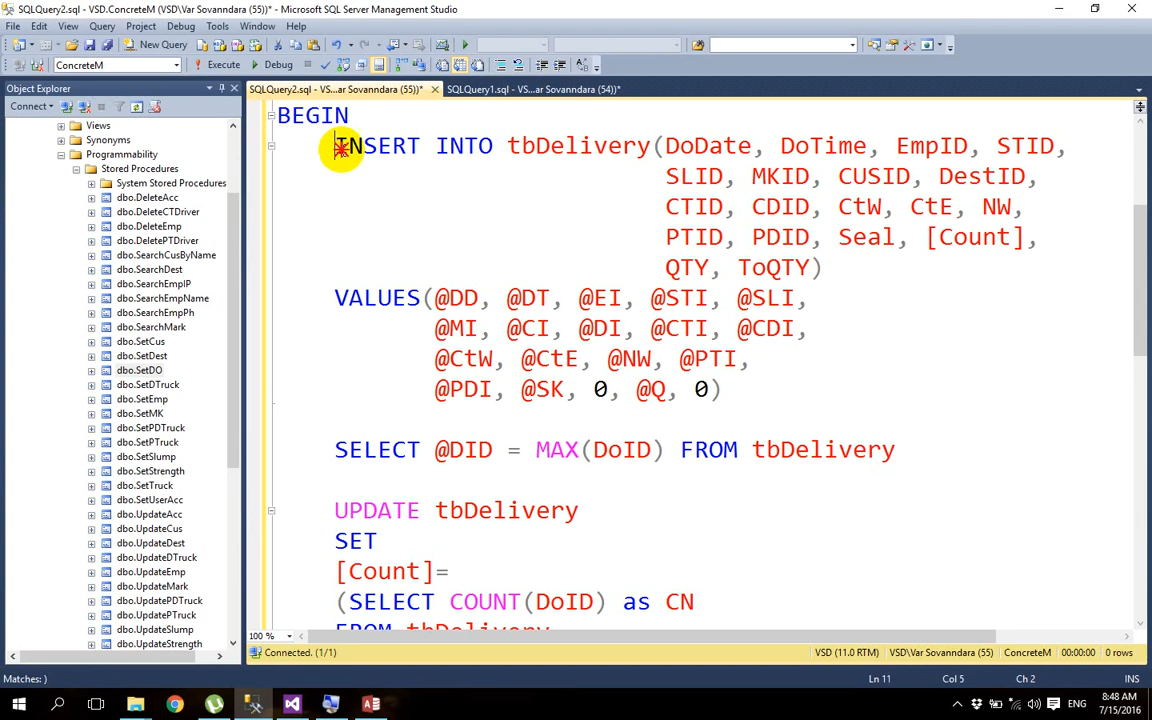 SQLQuery2.sql - VSD.ConcreteM (VSD\Var Sovanndara (55))* - Microsoft SQL Server Management Studio
File Edit View Query Project Debug Tools Window Help
New Query
ConcreteM Execute Debug
Object Explorer
SQLQuery2.sql - VS...ar Sovanndara (55))* SQLQuery1.sql - VS...ar Sovanndara (54))*
Connect
Views
Synonyms
Programmability
Stored Procedures
System Stored Procedures
dbo.DeleteAcc
dbo.DeleteCTDriver
dbo.DeleteEmp
dbo.DeletePTDriver
dbo.SearchCusByName
dbo.SearchDest
dbo.SearchEmpIP
dbo.SearchEmpName
dbo.SearchEmpPh
dbo.SearchMark
dbo.SetCus
dbo.SetDest
dbo.SetDO
dbo.SetDTruck
dbo.SetEmp
dbo.SetMK
dbo.SetPDTruck
dbo.SetPTruck
dbo.SetSlump
dbo.SetStrength
dbo.SetTruck
dbo.SetUserAcc
dbo.UpdateAcc
dbo.UpdateCus
dbo.UpdateDest
dbo.UpdateDTruck
dbo.UpdateEmp
dbo.UpdateMark
dbo.UpdatePDTruck
dbo.UpdatePTruck
dbo.UpdateSlump
dbo.UpdateStrength
BEGIN
INSERT INTO tbDelivery(DoDate, DoTime, EmpID, STID,
SLID, MKID, CUSID, DestID,
CTID, CDID, CtW, CtE, NW,
PTID, PDID, Seal, [Count],
QTY, ToQTY)
VALUES(@DD, @DT, @EI, @STI, @SLI,
@MI, @CI, @DI, @CTI, @CDI,
@CtW, @CtE, @NW, @PTI,
@PDI, @SK, 0, @Q, 0)
SELECT @DID = MAX(DoID) FROM tbDelivery
UPDATE tbDelivery
SET
[Count]=
(SELECT COUNT(DoID) as CN
FROM tbDelivery
100 %
Connected. (1/1) VSD (11.0 RTM) VSD\Var Sovanndara (55) ConcreteM 00:00:00 0 rows
Matches: ) Ln 11 Col 5 Ch 2 INS
ENG 8:48 AM
7/15/2016